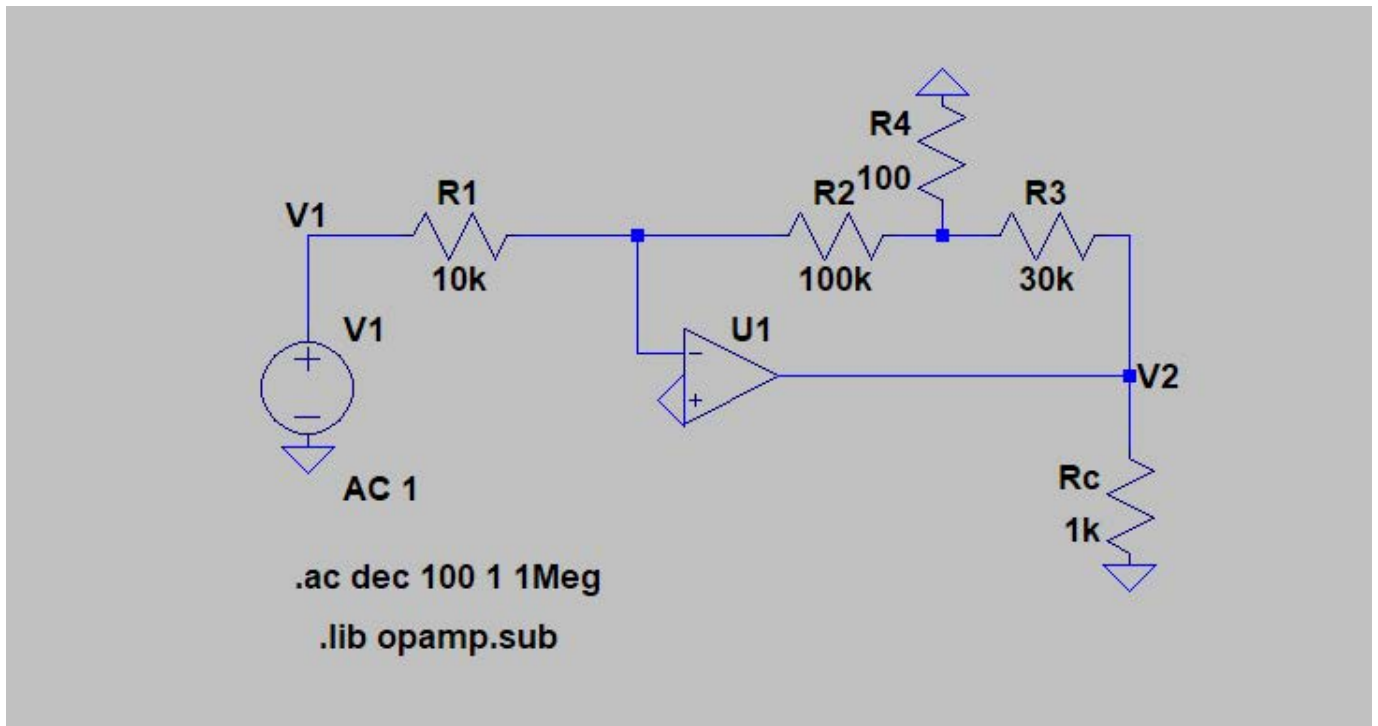 R4
100
R1
R2
R3
V1
10k
100k
30k
V1
U1
V2
AC 1
Rc
1k
.ac dec 100 1 1Meg
.lib opamp.sub